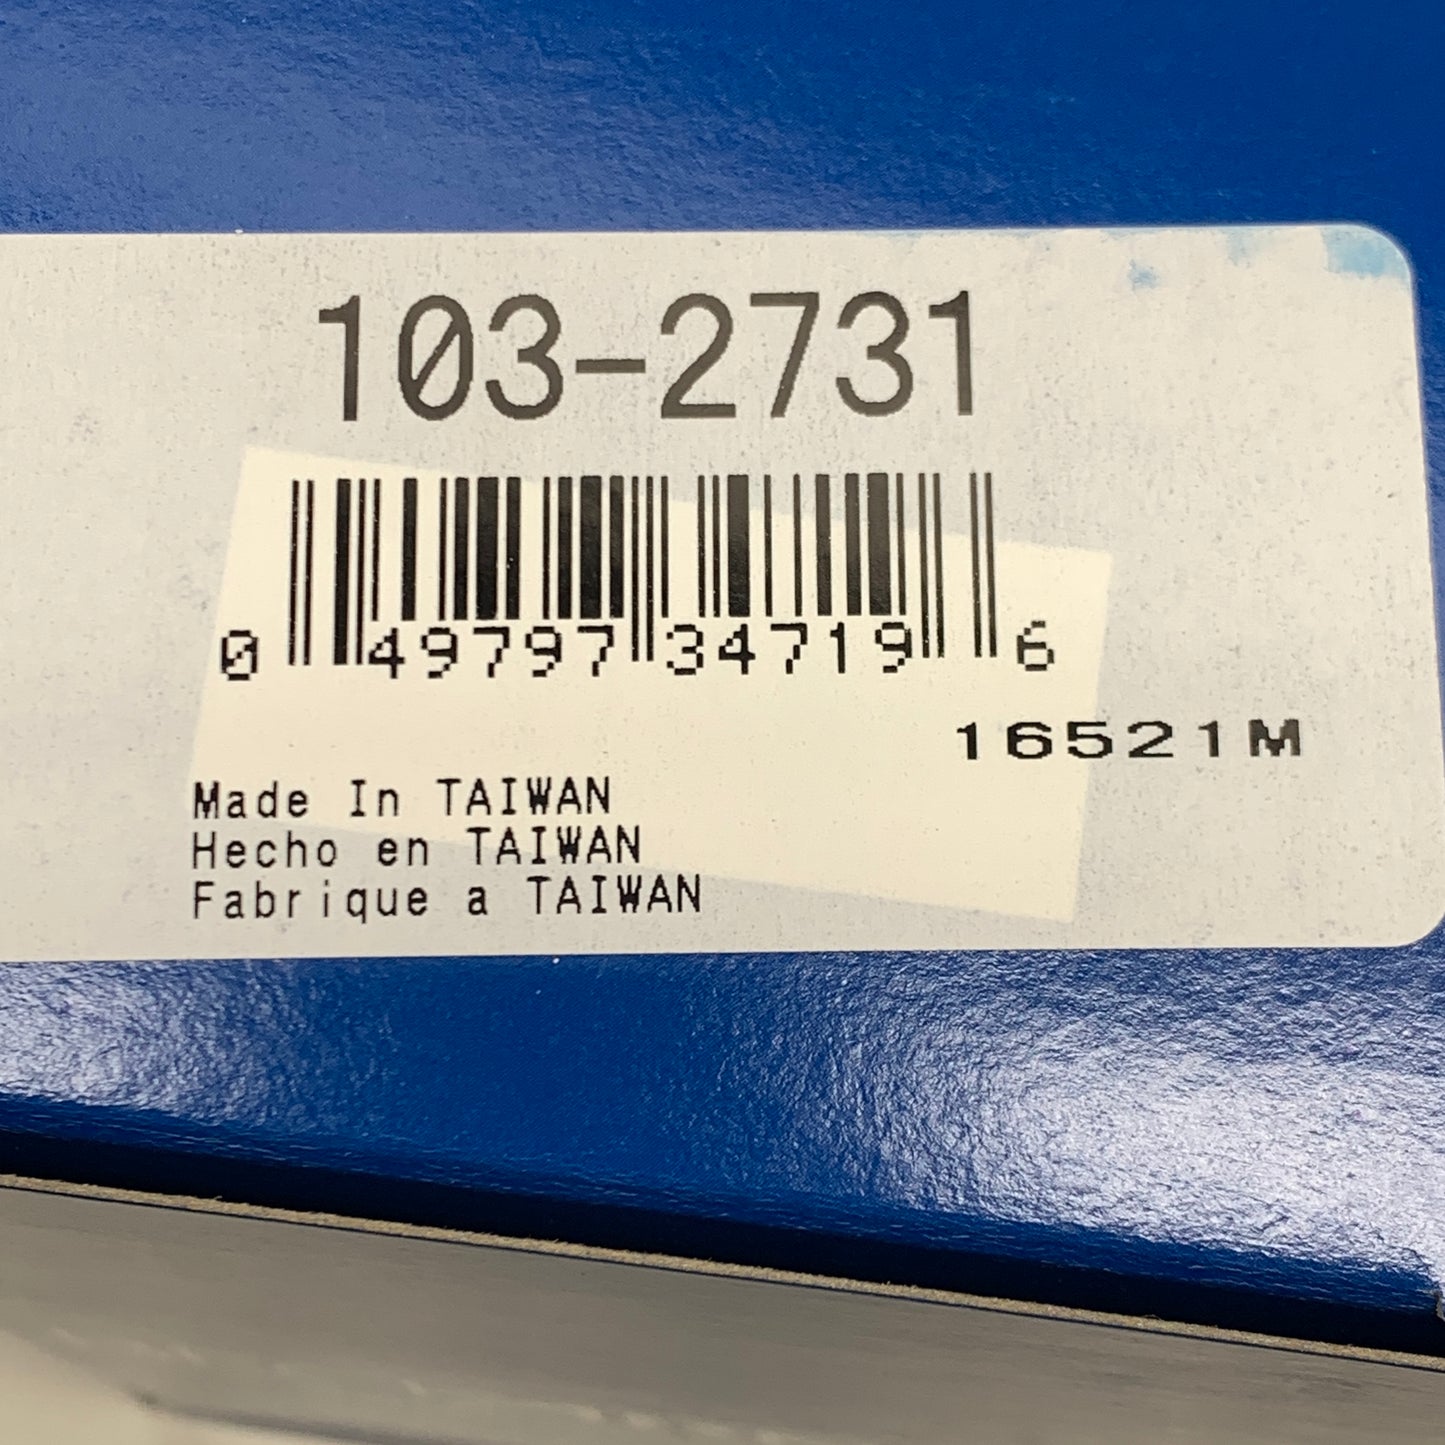 103-2731
0 49797 34719 6
16521M
Made In TAIWAN
Hecho en TAIWAN
Fabrique a TAIWAN